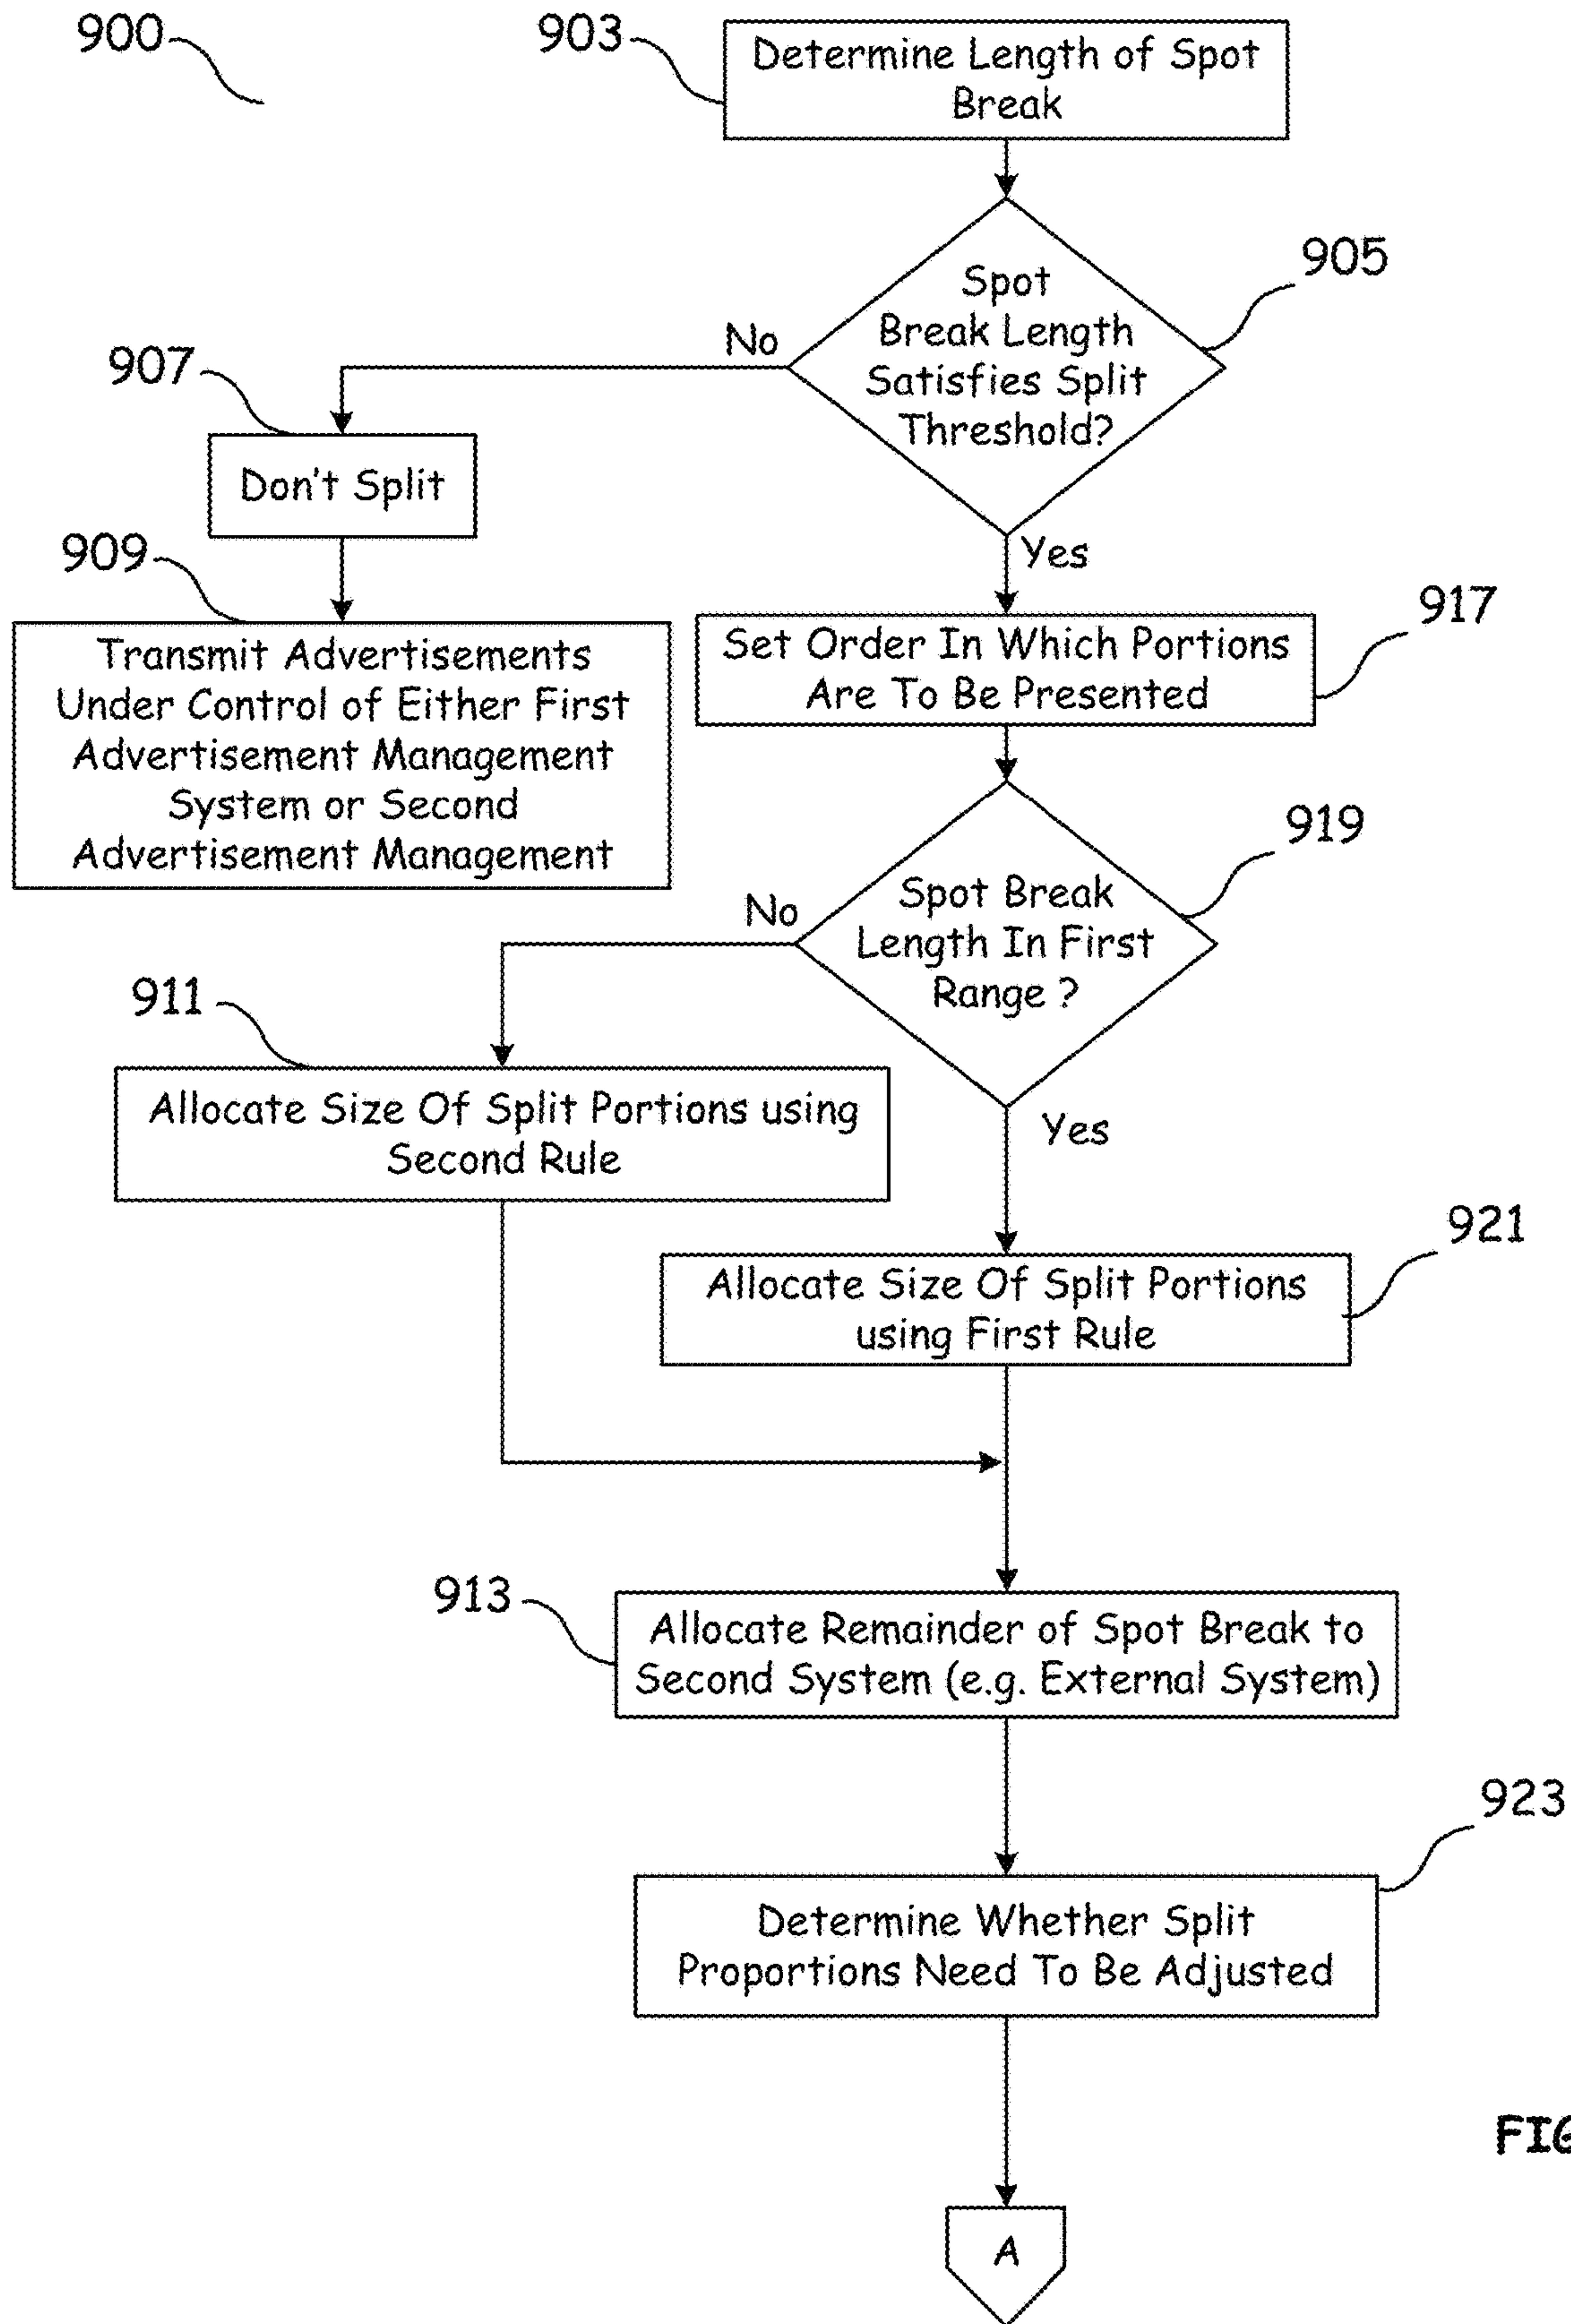 900
903
Determine Length of Spot
Break
905
Spot
Break Length
Satisfies Split
Threshold?
No
Yes
907
Don't Split
909
Transmit Advertisements
Under Control of Either First
Advertisement Management
System or Second
Advertisement Management
917
Set Order In Which Portions
Are To Be Presented
919
Spot Break
Length In First
Range ?
No
Yes
911
Allocate Size Of Split Portions using
Second Rule
921
Allocate Size Of Split Portions
using First Rule
913
Allocate Remainder of Spot Break to
Second System (e.g. External System)
923
Determine Whether Split
Proportions Need To Be Adjusted
FIG
A